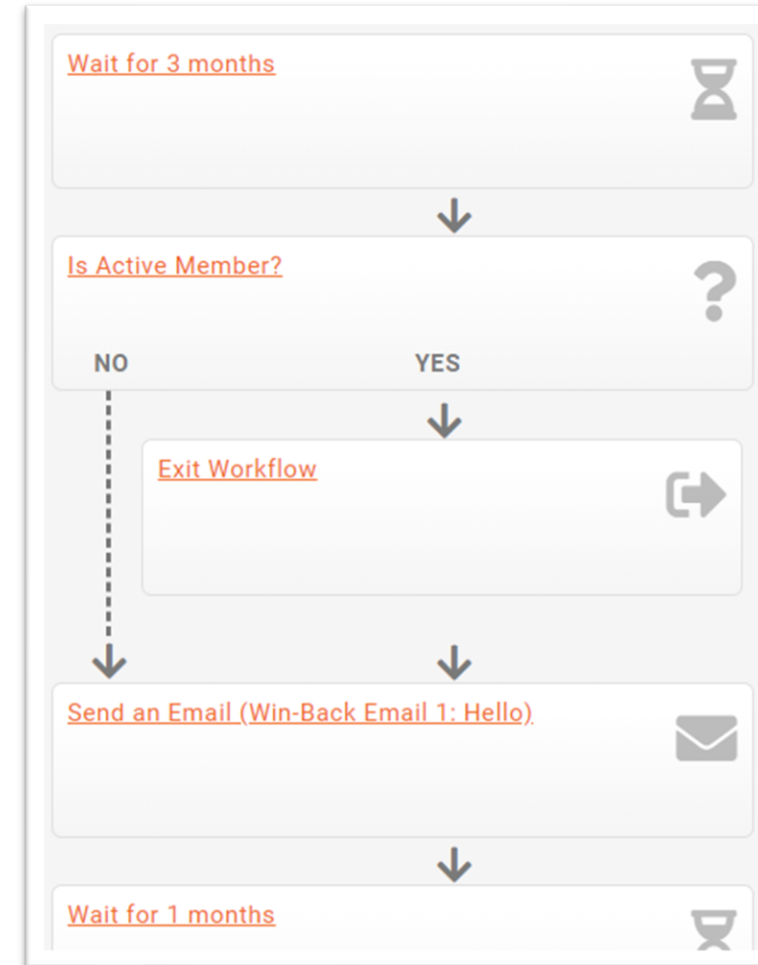 Wait for 3 months
Is Active Member?
NO YES
Exit Workflow
Send an Email (Win-Back Email 1: Hello)
Wait for 1 months